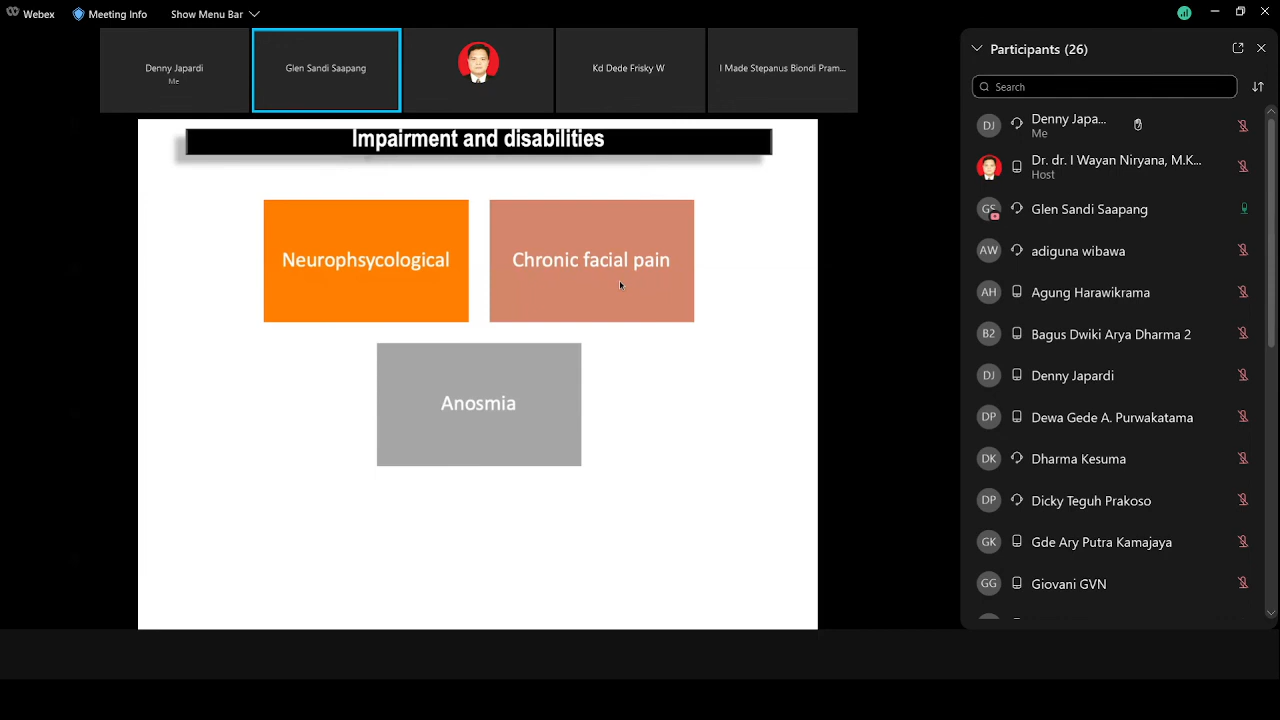 Webex
Meeting Info
Show Menu Bar
Denny Japardi
Me
Glen Sandi Saapang
Kd Dede Frisky W
I Made Stepanus Biondi Pram...
Impairment and disabilities
Neurophsycological
Chronic facial pain
Anosmia
Participants (26)
Search
DJ
Denny Japa...
Me
Dr. dr. I Wayan Niryana, M.K...
Host
GS
Glen Sandi Saapang
AW
adiguna wibawa
AH
Agung Harawikrama
B2
Bagus Dwiki Arya Dharma 2
DJ
Denny Japardi
DP
Dewa Gede A. Purwakatama
DK
Dharma Kesuma
DP
Dicky Teguh Prakoso
GK
Gde Ary Putra Kamajaya
GG
Giovani GVN